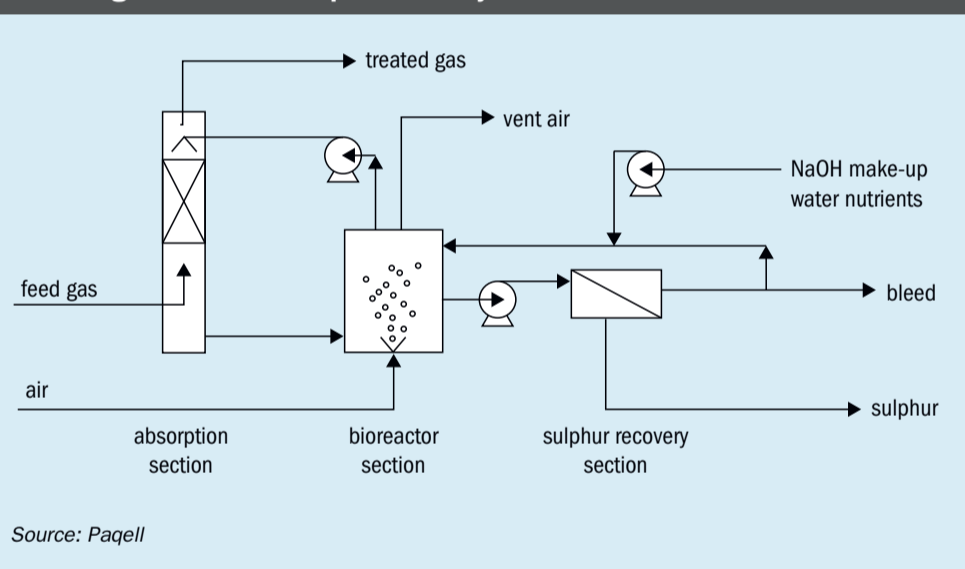 treated gas
vent air
NaOH make-up
water nutrients
feed gas
bleed
air
sulphur
absorption
section
bioreactor
section
sulphur recovery
section
Source: Paqell